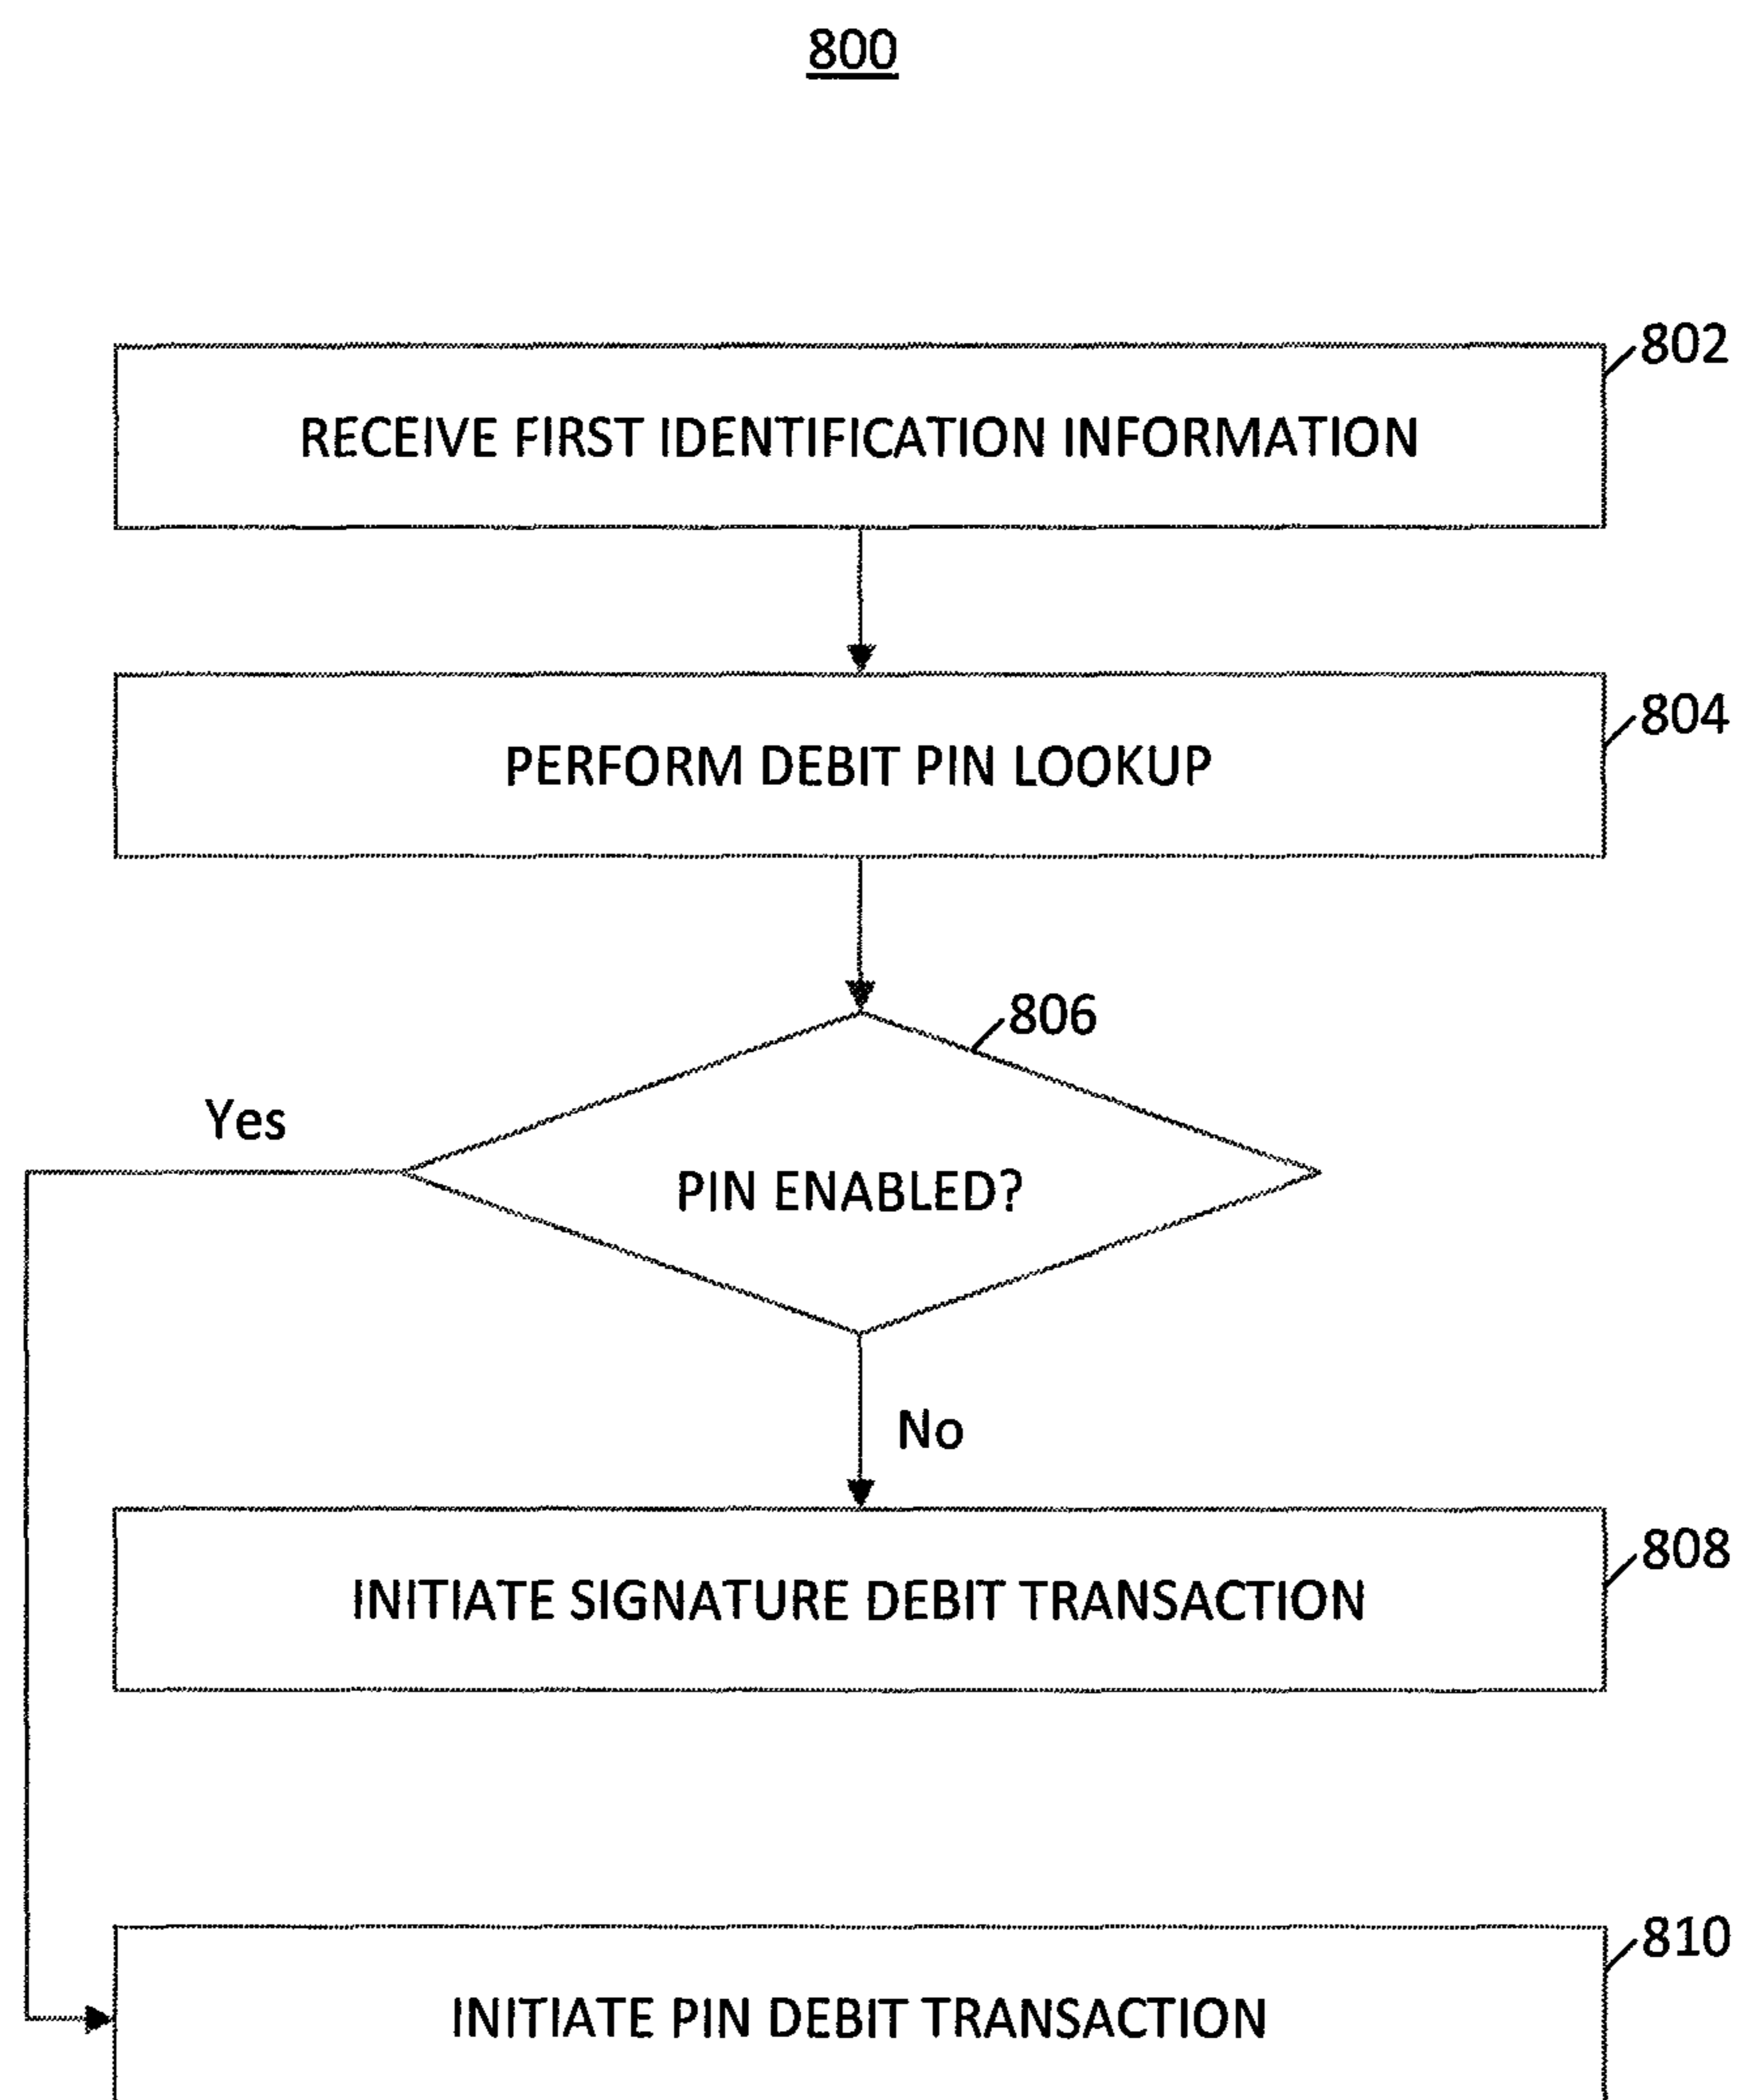 800
802
RECEIVE FIRST IDENTIFICATION INFORMATION
804
PERFORM DEBIT PIN LOOKUP
806
Yes
PIN ENABLED?
No
808
INITIATE SIGNATURE DEBIT TRANSACTION
810
INITIATE PIN DEBIT TRANSACTION